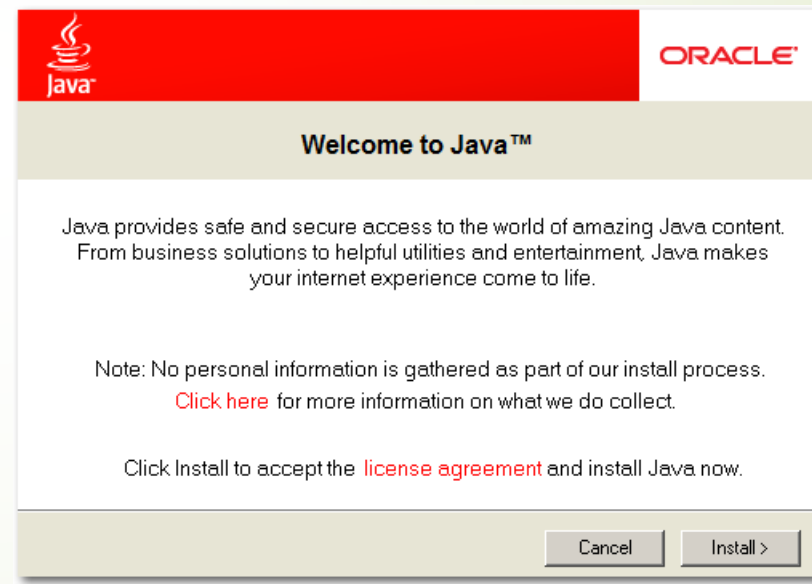 Java™
ORACLE®
Welcome to Java™
Java provides safe and secure access to the world of amazing Java content.
From business solutions to helpful utilities and entertainment, Java makes
your internet experience come to life.
Note: No personal information is gathered as part of our install process.
Click here for more information on what we do collect.
Click Install to accept the license agreement and install Java now.
Cancel
Install >